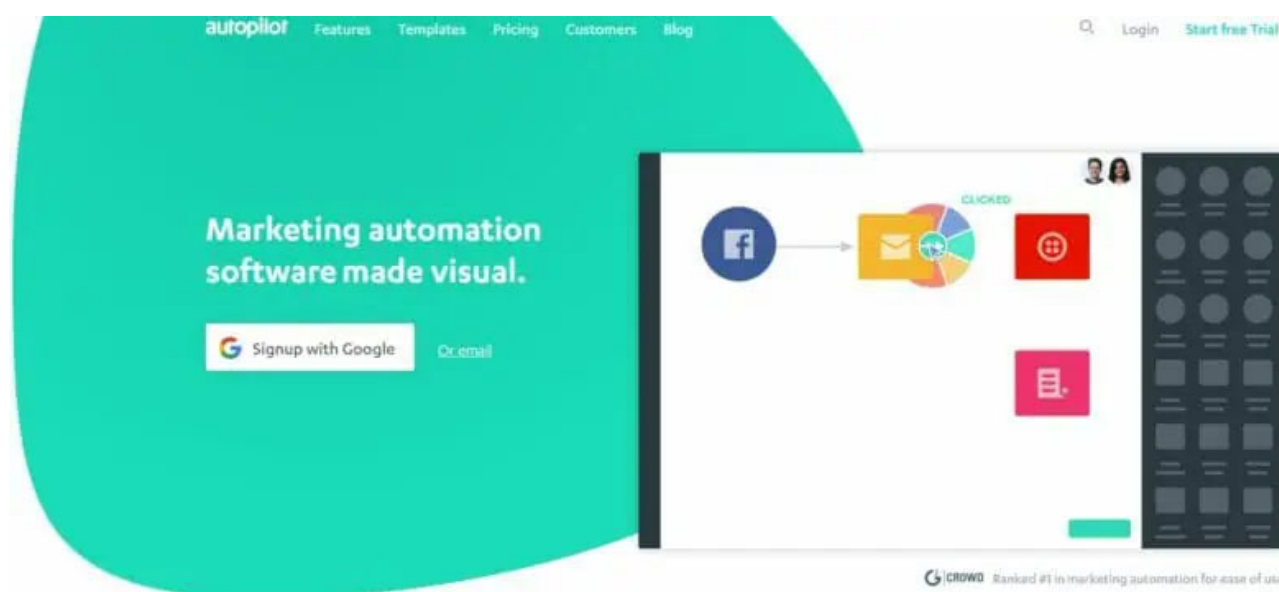 autopilot Features Templates Pricing Customers Blog Login Start free Trial
CLICKED
Marketing automation
software made visual.
Signup with Google Or email
CROWD Ranked #1 in marketing automation for ease of use